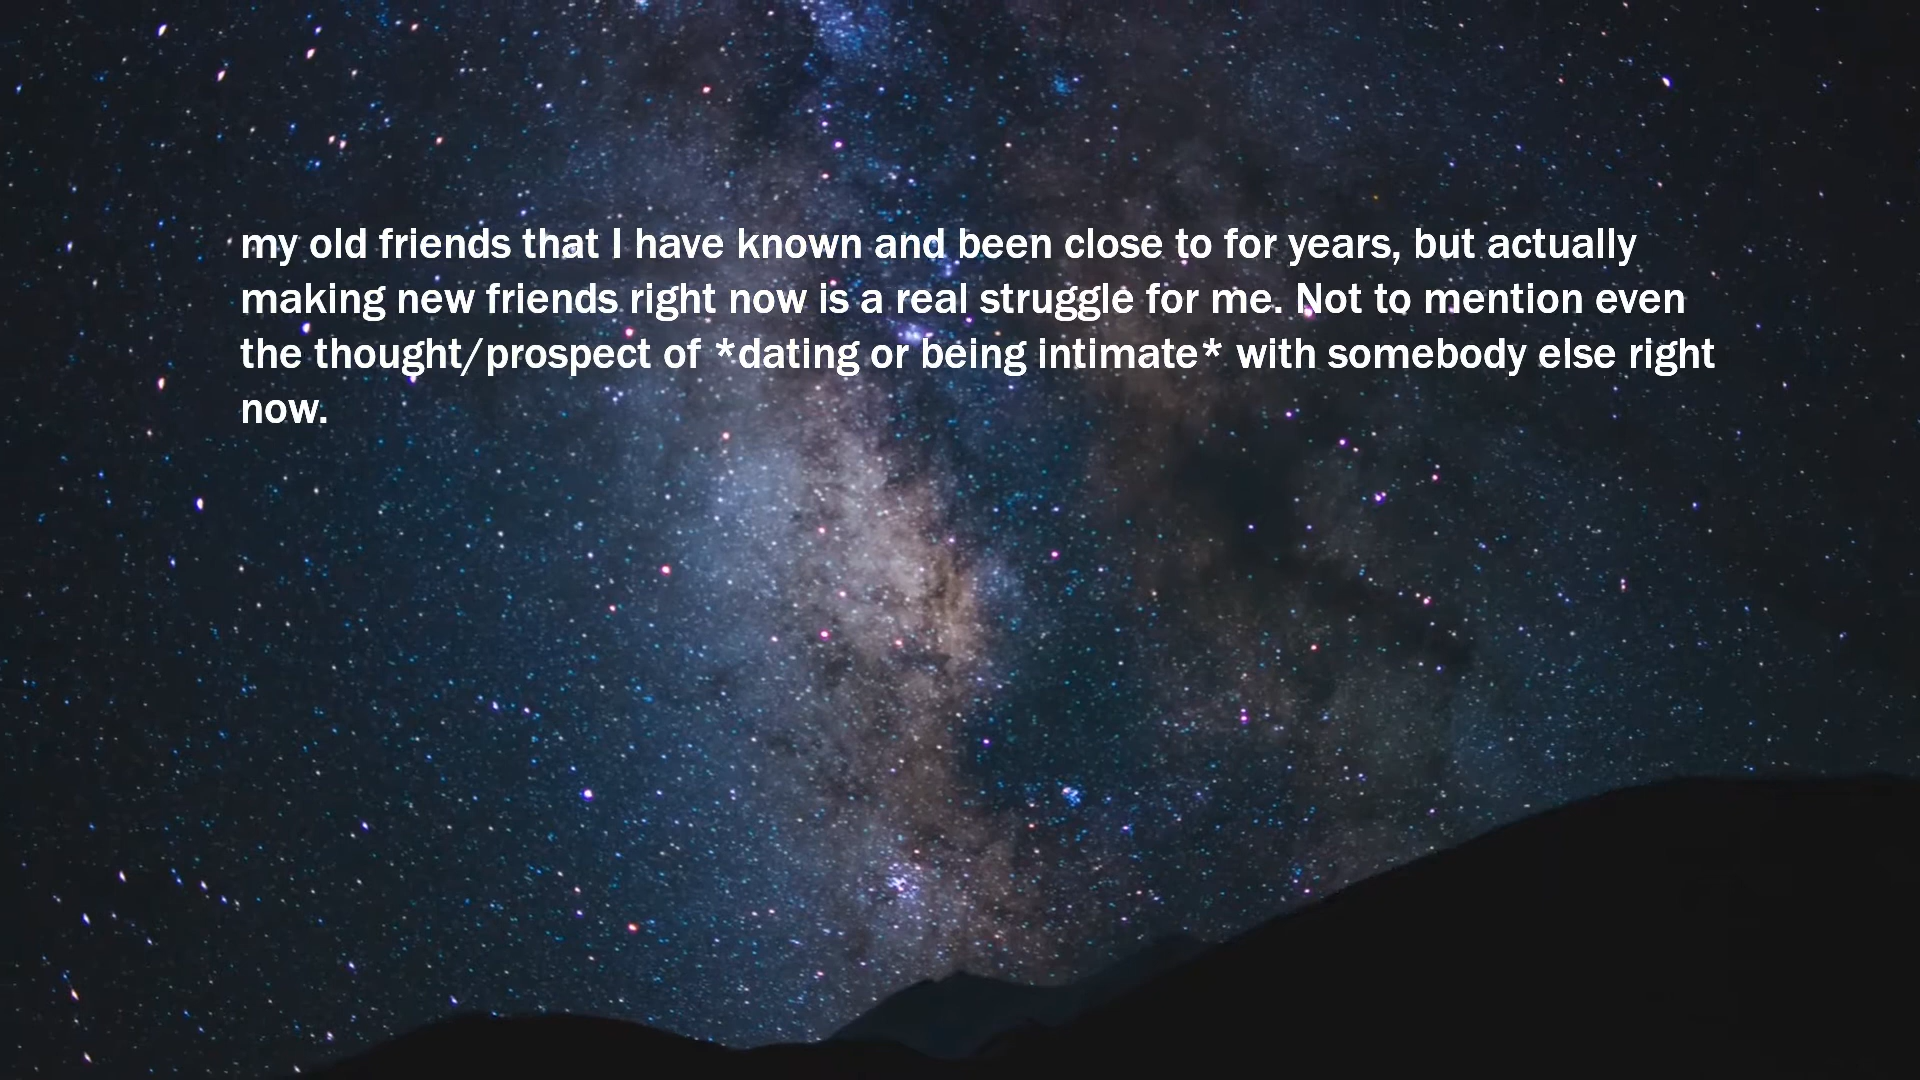 my old friends that I have known and been close to for years, but actually
making new friends right now is a real struggle for me. Not to mention even
the thought/prospect of *dating or being intimate* with somebody else right
now.